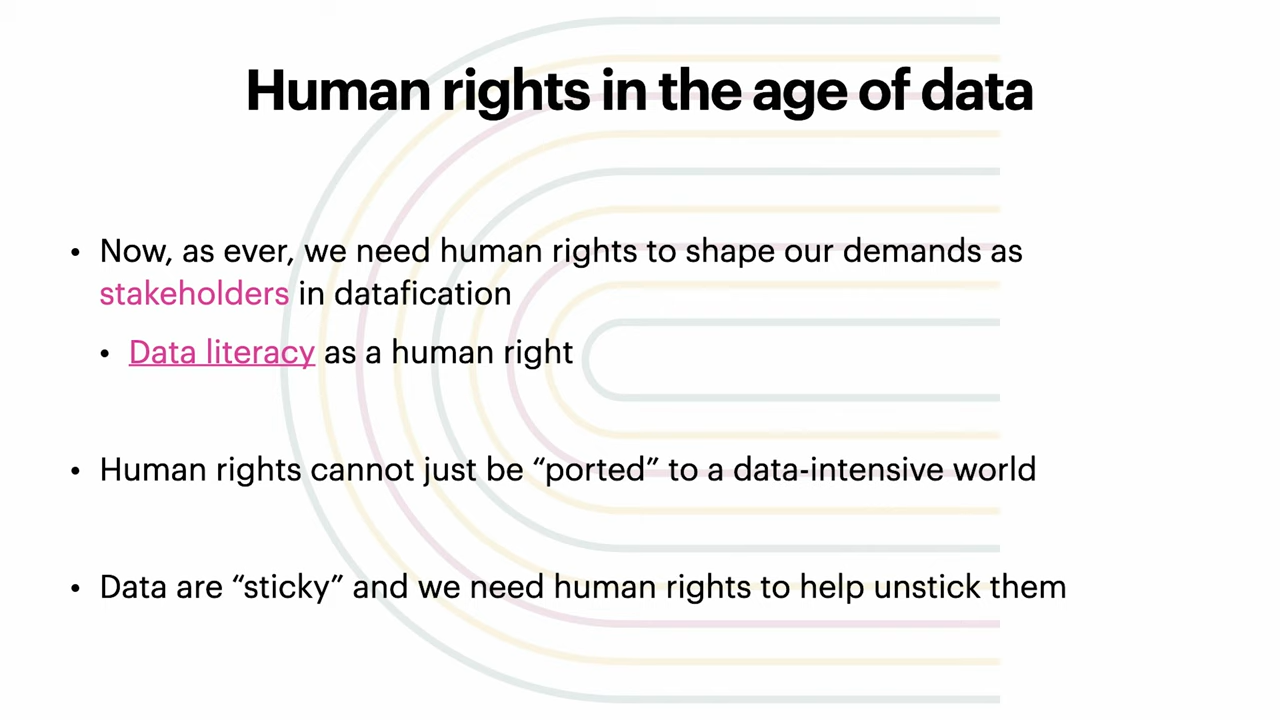 Human rights in the age of data
• Now, as ever, we need human rights to shape our demands as
stakeholders in datafication
• Data literacy as a human right
• Human rights cannot just be “ported” to a data-intensive world
• Data are “sticky” and we need human rights to help unstick them